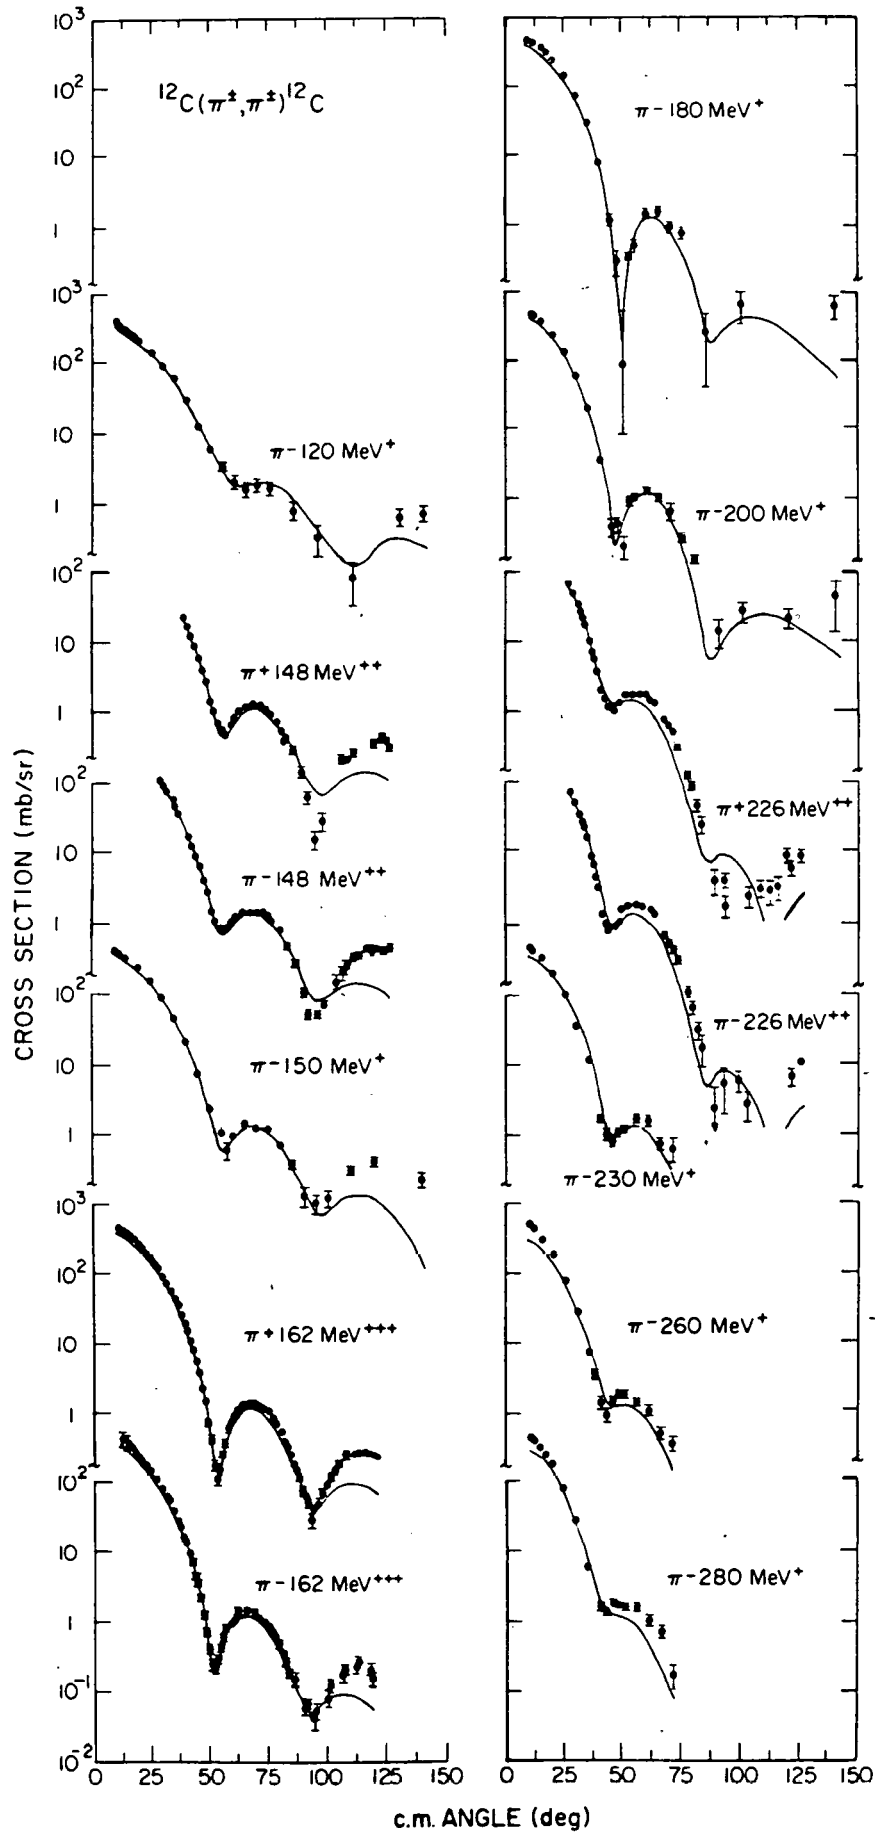 10³
¹²C(π±,π±)¹²C
10²
10
1
10³
10²
π-120 MeV⁺
10
1
10²
10
π+148 MeV⁺⁺
1
10²
10
π-148 MeV⁺⁺
1
10²
10
π-150 MeV⁺
1
10³
10²
π+162 MeV⁺⁺⁺
10
1
10²
10
π-162 MeV⁺⁺⁺
1
10⁻¹
10⁻²
0 25 50 75 100 125 150
CROSS SECTION (mb/sr)
π-180 MeV⁺
π-200 MeV⁺
π+226 MeV⁺⁺
π-226 MeV⁺⁺
π-230 MeV⁺
π-260 MeV⁺
π-280 MeV⁺
0 25 50 75 100 125 150
c.m. ANGLE (deg)